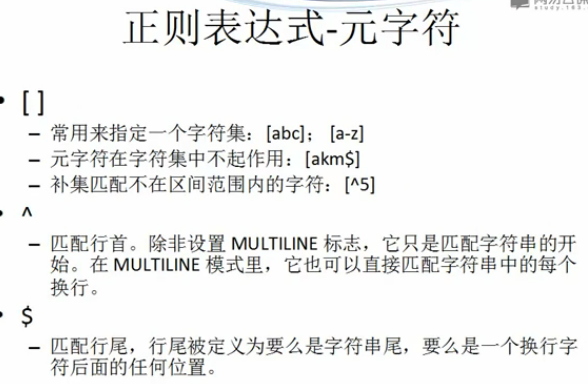 正则表达式-元字符
• [ ]
– 常用来指定一个字符集：[abc]； [a-z]
– 元字符在字符集中不起作用：[akm$]
– 补集匹配不在区间范围内的字符：[^5]
• ^
– 匹配行首。除非设置 MULTILINE 标志，它只是匹配字符串的开
始。在 MULTILINE 模式里，它也可以直接匹配字符串中的每个
换行。
• $
– 匹配行尾，行尾被定义为要么是字符串尾，要么是一个换行字
符后面的任何位置。